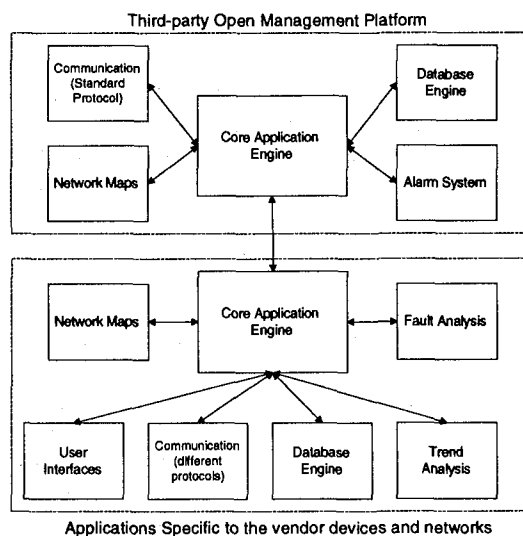 Third-party Open Management Platform
Communication
(Standard
Protocol)
Database
Engine
Core Application
Engine
Network Maps
Alarm System
Network Maps
Core Application
Engine
Fault Analysis
User
Interfaces
Communication
(different
protocols)
Database
Engine
Trend
Analysis
Applications Specific to the vendor devices and networks